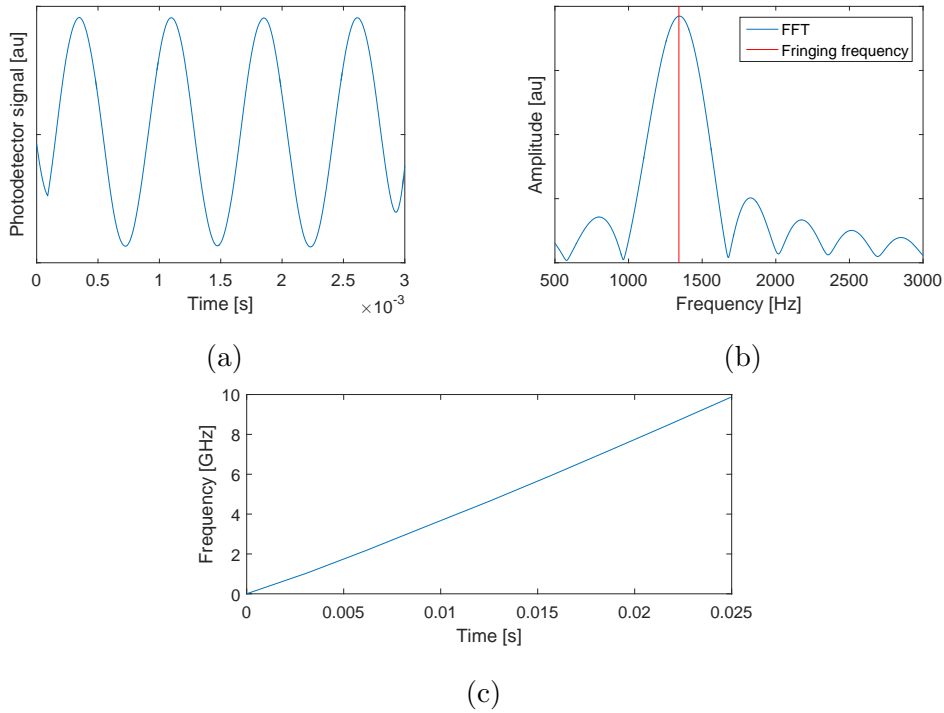 Photodetector signal [au]
0 0.5 1 1.5 2 2.5 3
Time [s]
×10⁻³
(a)
Amplitude [au]
FFT
Fringing frequency
500 1000 1500 2000 2500 3000
Frequency [Hz]
(b)
Frequency [GHz]
10
8
6
4
2
0
0 0.005 0.01 0.015 0.02 0.025
Time [s]
(c)